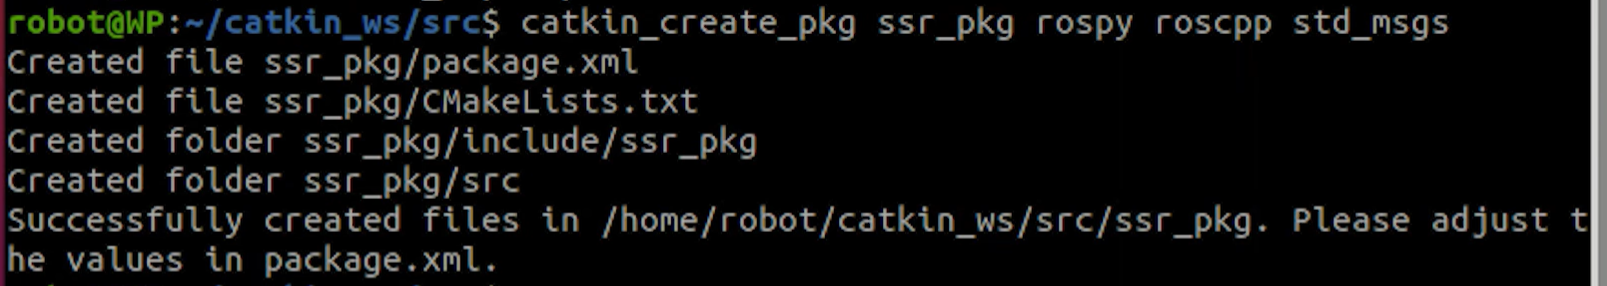 robot@WP:~/catkin_ws/src$ catkin_create_pkg ssr_pkg rospy roscpp std_msgs
Created file ssr_pkg/package.xml
Created file ssr_pkg/CMakeLists.txt
Created folder ssr_pkg/include/ssr_pkg
Created folder ssr_pkg/src
Successfully created files in /home/robot/catkin_ws/src/ssr_pkg. Please adjust t
he values in package.xml.